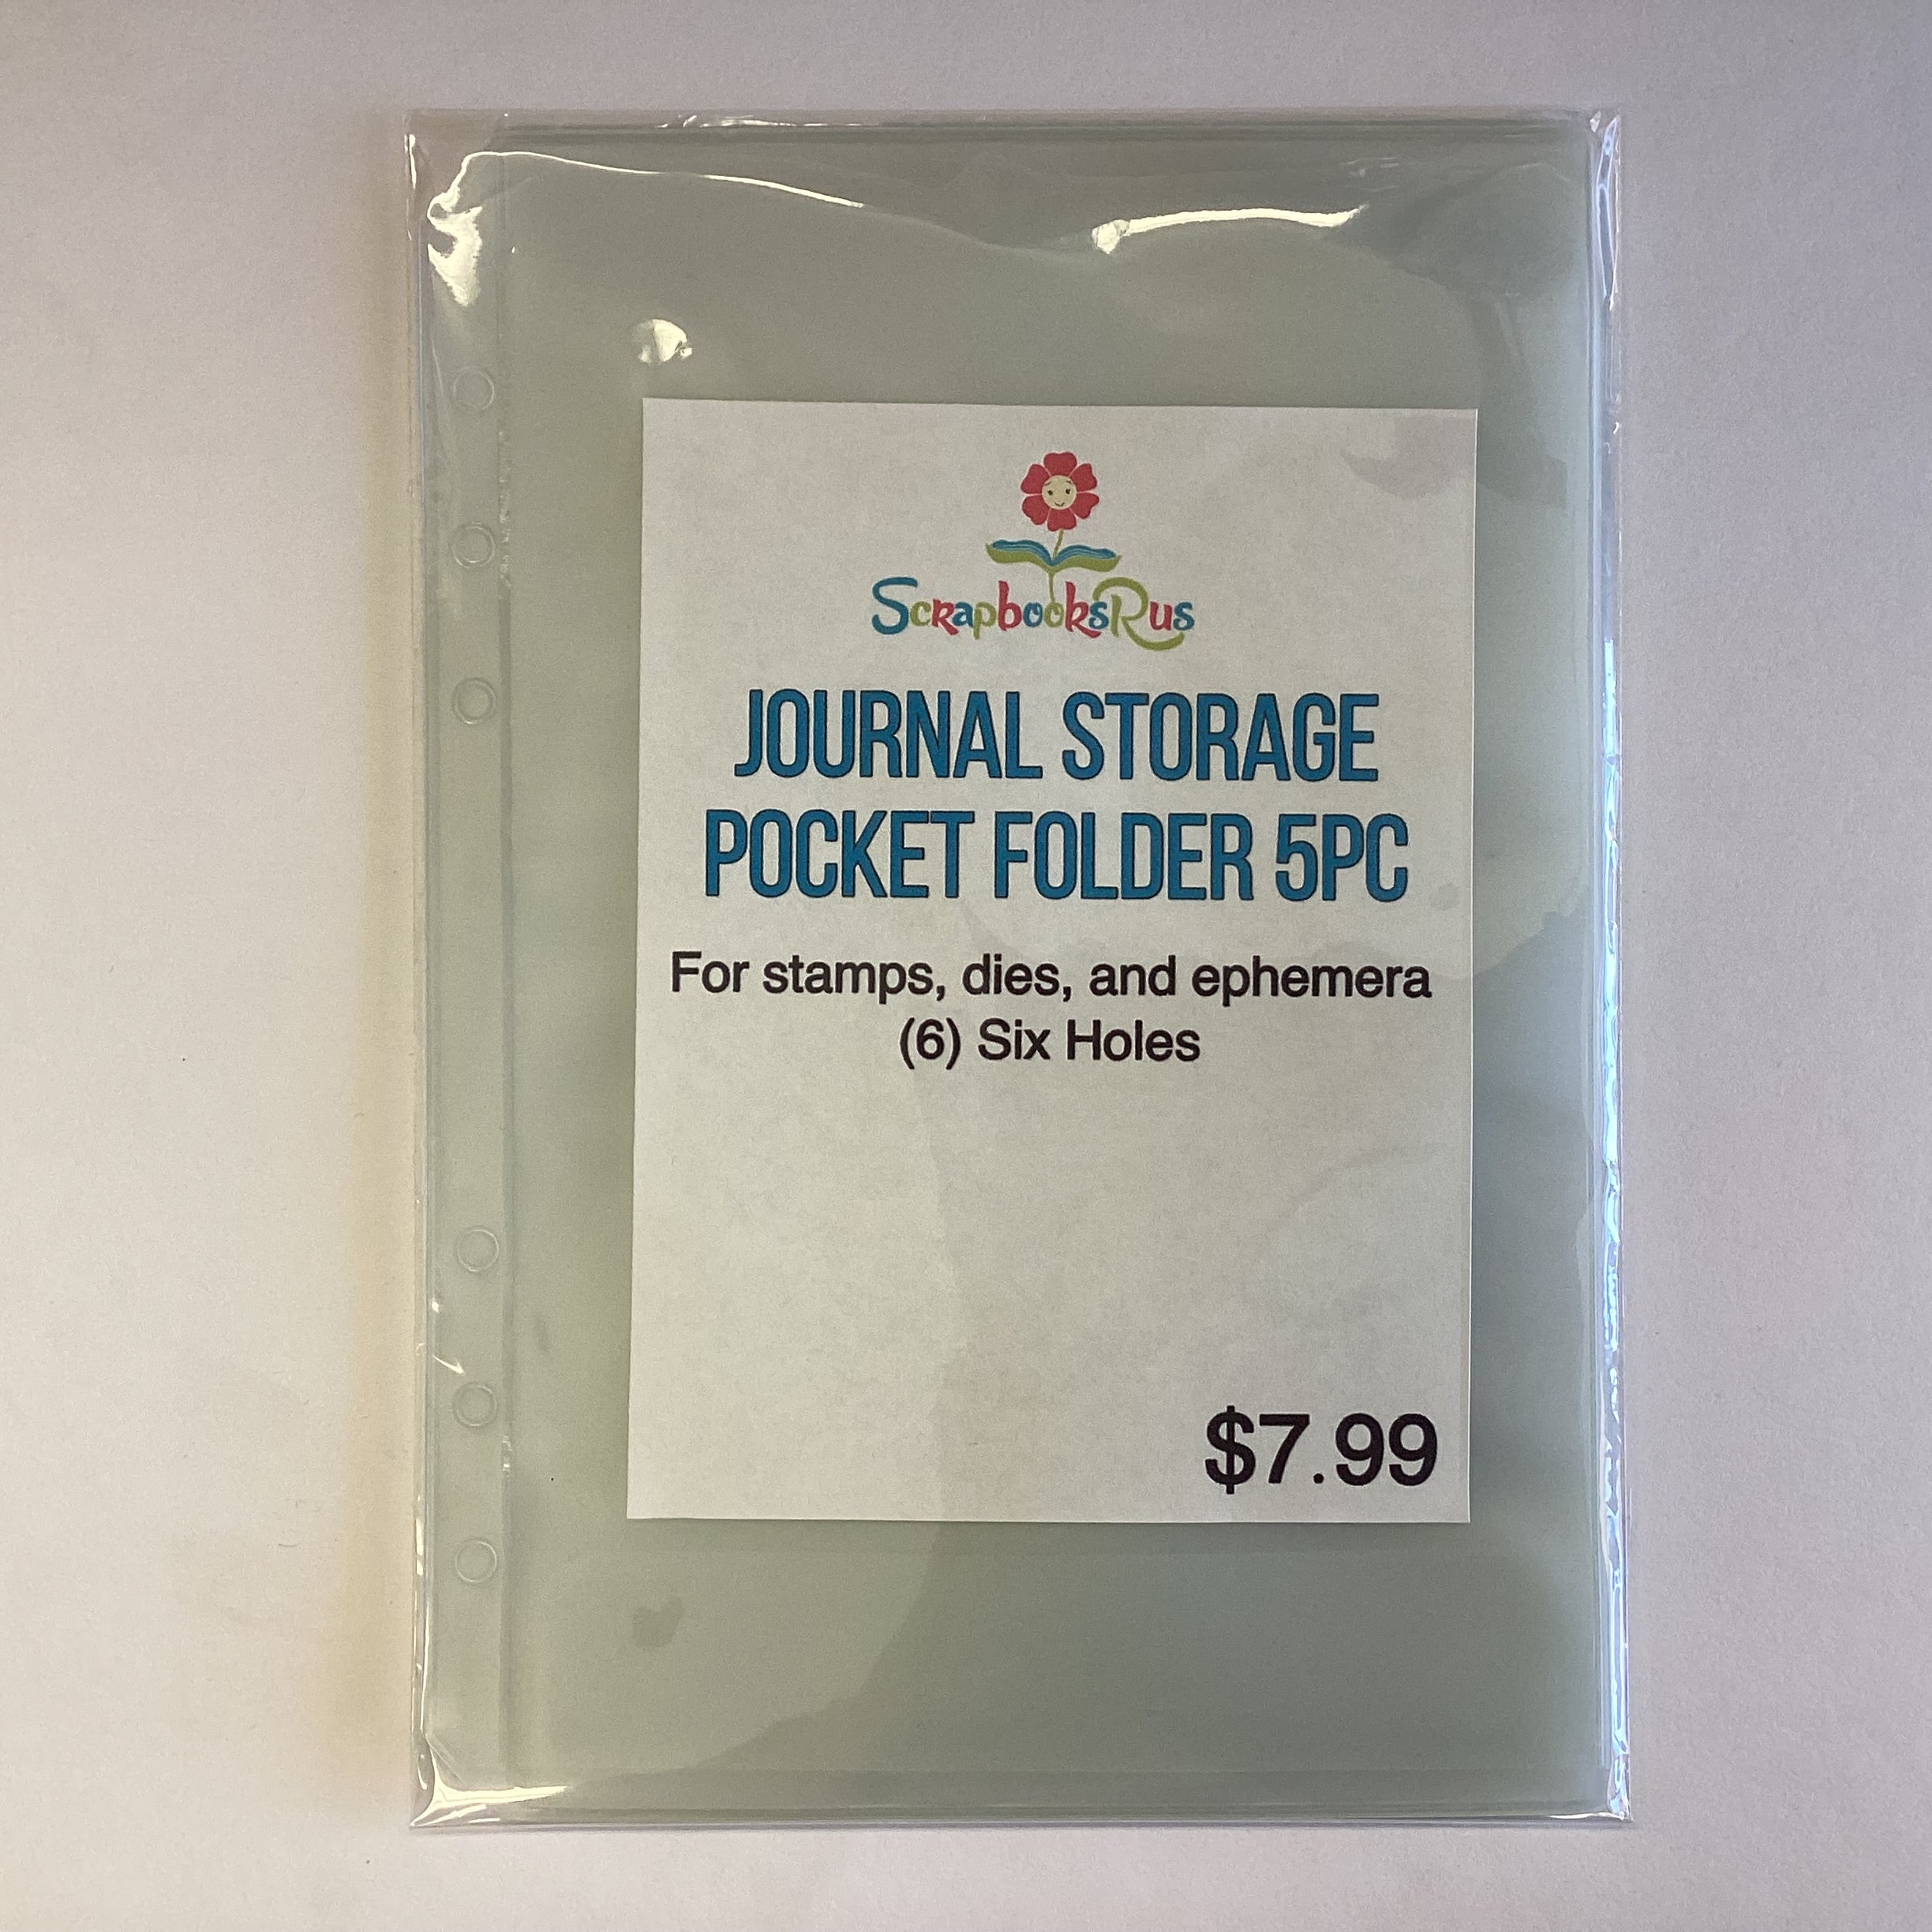 ScrapbooksRus
JOURNAL STORAGE
POCKET FOLDER 5PC
For stamps, dies, and ephemera
(6) Six Holes
$7.99